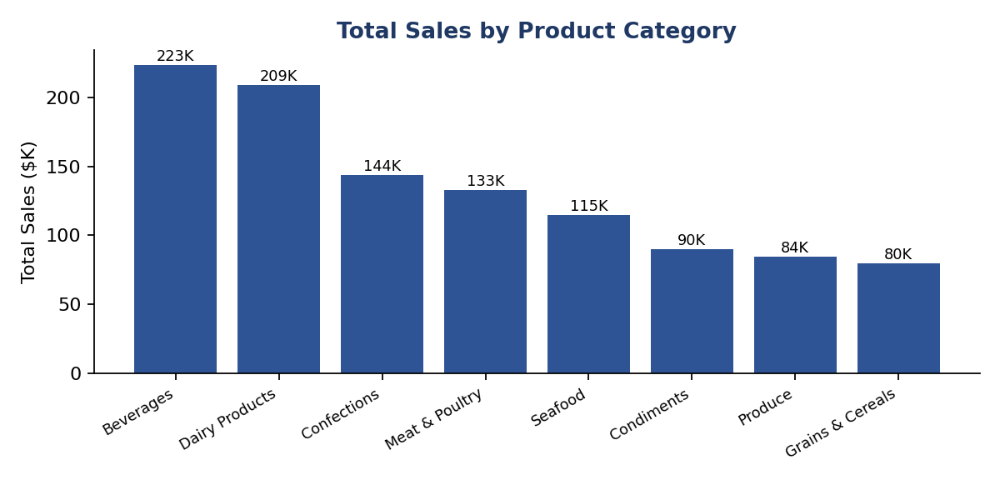 Total Sales by Product Category
Total Sales ($K)
200
150
100
50
0
223K
209K
144K
133K
115K
90K
84K
80K
Beverages
Dairy Products
Confections
Meat & Poultry
Seafood
Condiments
Produce
Grains & Cereals